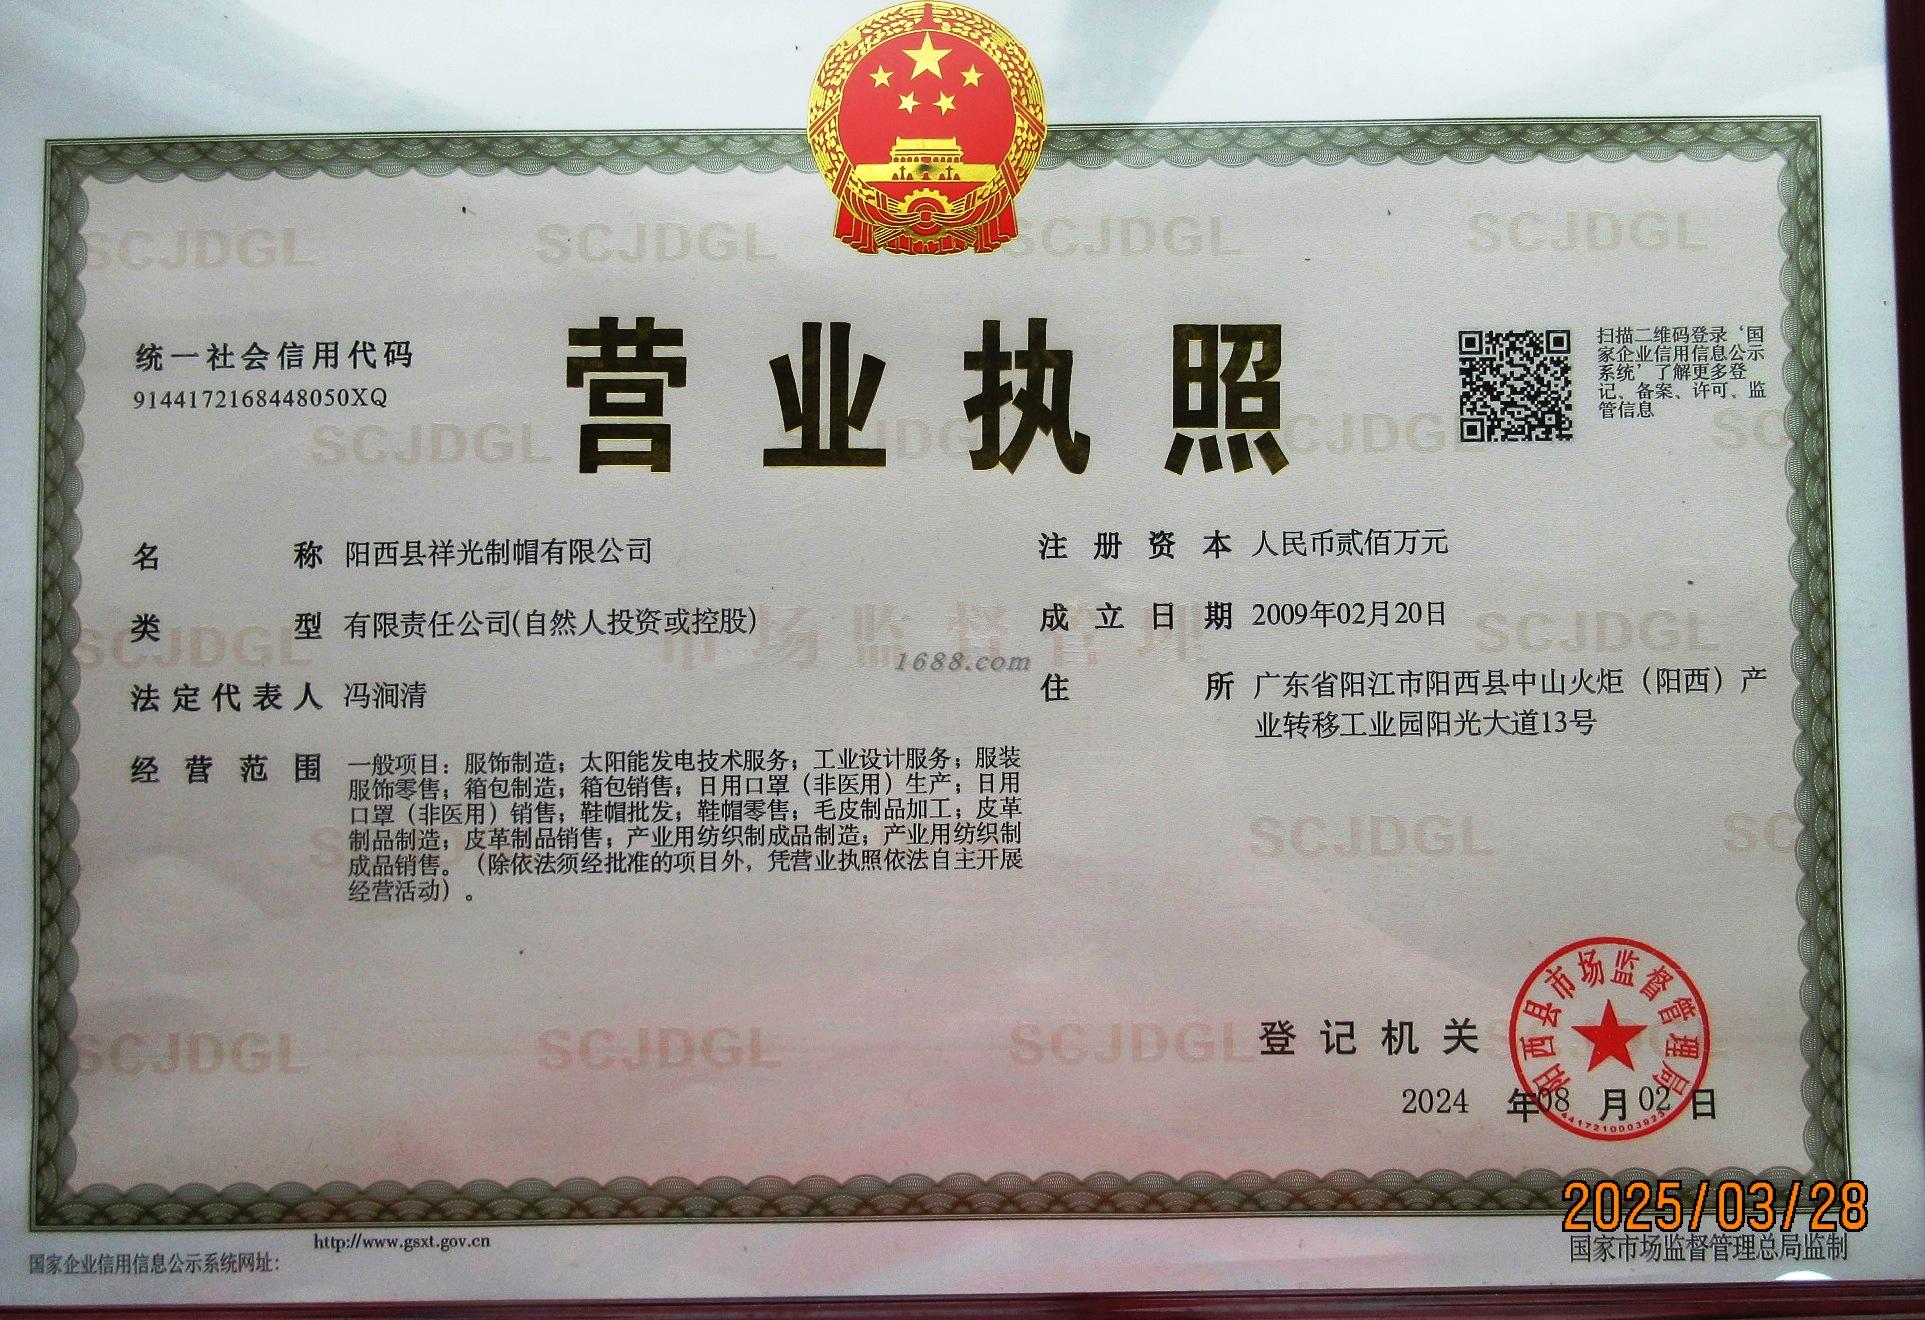 统一社会信用代码
9144172168448050XQ
营业执照
扫描二维码登录‘国
家企业信用信息公示
系统’了解更多登
记、备案、许可、监
管信息
名称 阳西县祥光制帽有限公司
类型 有限责任公司(自然人投资或控股)
法定代表人 冯润清
经营范围 一般项目：服饰制造；太阳能发电技术服务；工业设计服务；服装
服饰零售；箱包制造；箱包销售；日用口罩（非医用）生产；日用
口罩（非医用）销售；鞋帽批发；鞋帽零售；毛皮制品加工；皮革
制品制造；皮革制品销售；产业用纺织制成品制造；产业用纺织制
成品销售。（除依法须经批准的项目外，凭营业执照依法自主开展
经营活动）。
注册资本 人民币贰佰万元
成立日期 2009年02月20日
住所 广东省阳江市阳西县中山火炬（阳西）产
业转移工业园阳光大道13号
SCJDGL
市场监督管理
1688.com
登记机关
阳西县市场监督管理局
4417210003923
2024 年08 月02日
2025/03/28
http://www.gsxt.gov.cn
国家企业信用信息公示系统网址：
国家市场监督管理总局监制